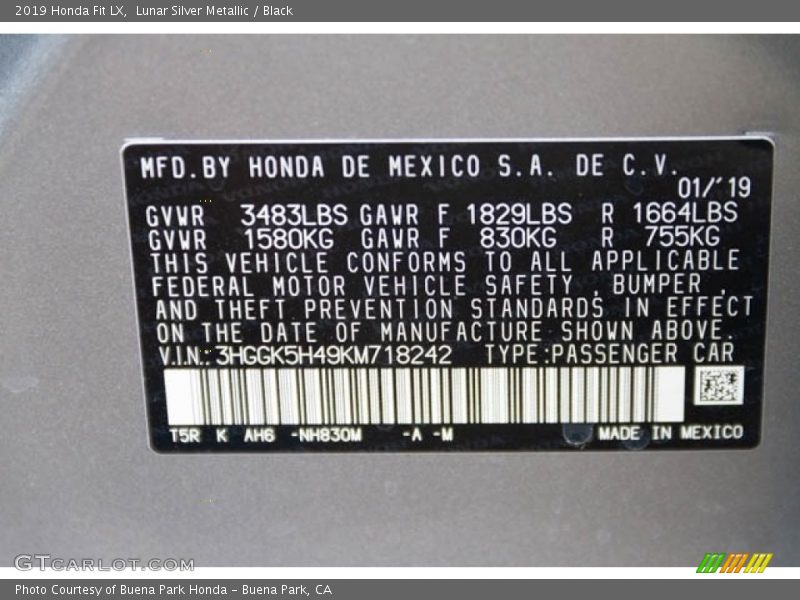 2019 Honda Fit LX, Lunar Silver Metallic / Black
MFD.BY HONDA DE MEXICO S.A. DE C.V.
01/'19
GVWR 3483LBS GAWR F 1829LBS R 1664LBS
GVWR 1580KG GAWR F 830KG R 755KG
THIS VEHICLE CONFORMS TO ALL APPLICABLE
FEDERAL MOTOR VEHICLE SAFETY , BUMPER ,
AND THEFT PREVENTION STANDARDS IN EFFECT
ON THE DATE OF MANUFACTURE SHOWN ABOVE.
V.I.N.: 3HGGK5H49KM718242 TYPE:PASSENGER CAR
T5R K AH6 -NH830M -A -M MADE IN MEXICO
GTCARLOT.COM
Photo Courtesy of Buena Park Honda - Buena Park, CA